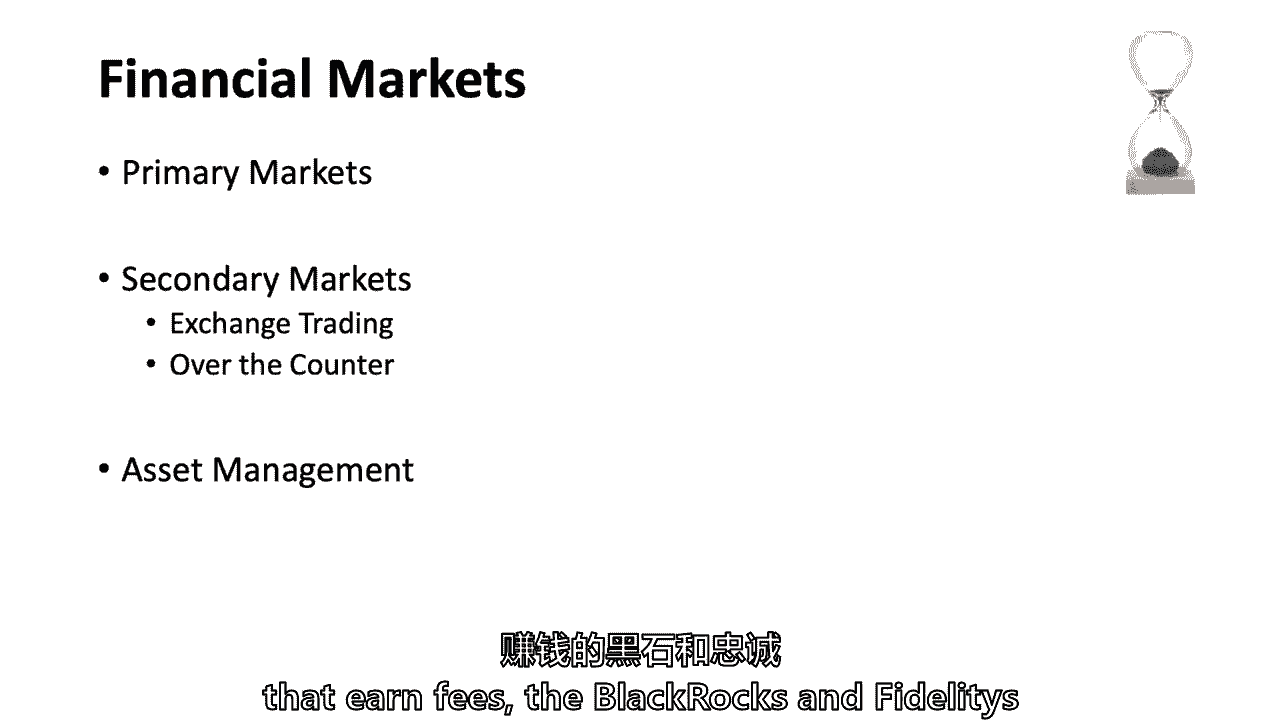 Financial Markets
• Primary Markets
• Secondary Markets
• Exchange Trading
• Over the Counter
• Asset Management
赚钱的黑石和忠诚
that earn fees, the BlackRocks and Fidelitys